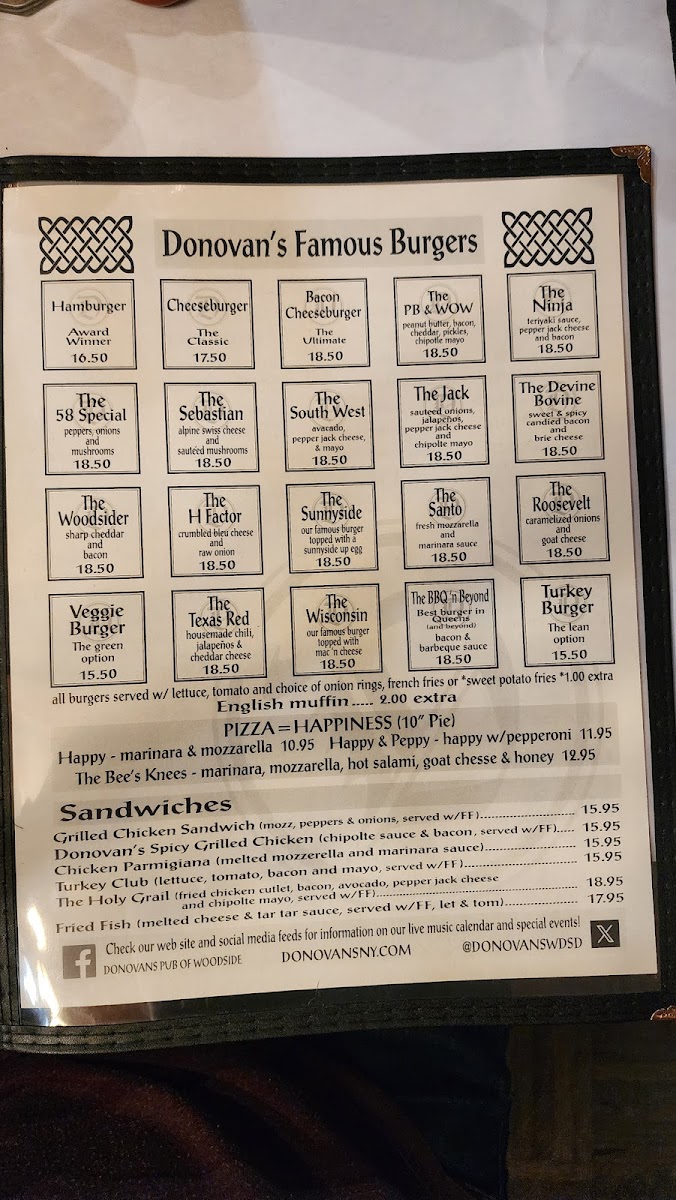 Donovan's Famous Burgers
Hamburger
Award
Winner
16.50
Cheeseburger
The
Classic
17.50
Bacon
Cheeseburger
The
Ultimate
18.50
The
PB & WOW
peanut butter, bacon,
cheddar, pickles,
chipotle mayo
18.50
The
Ninja
teriyaki sauce,
pepper jack cheese
and bacon
18.50
The
58 Special
peppers, onions
and
mushrooms
18.50
The
Sebastian
alpine swiss cheese
and
sautéed mushrooms
18.50
The
South West
avacado,
pepper jack cheese,
& mayo
18.50
The Jack
sauteed onions,
jalapeños,
pepper jack cheese
and
chipolte mayo
18.50
The Devine
Bovine
sweet & spicy
candied bacon
and
brie cheese
18.50
The
Woodsider
sharp cheddar
and
bacon
18.50
The
H Factor
crumbled bleu cheese
and
raw onion
18.50
The
Sunnyside
our famous burger
topped with a
sunnyside up egg
18.50
The
Santo
fresh mozzarella
and
marinara sauce
18.50
The
Roosevelt
caramelized onions
and
goat cheese
18.50
Veggie
Burger
The green
option
15.50
The
Texas Red
housemade chili,
jalapeños &
cheddar cheese
18.50
The
Wisconsin
our famous burger
topped with
mac 'n cheese
18.50
The BBQ 'n Beyond
Best burger in
Queens
(and beyond)
bacon &
barbeque sauce
18.50
Turkey
Burger
The lean
option
15.50
all burgers served w/ lettuce, tomato and choice of onion rings, french fries or *sweet potato fries *1.00 extra
English muffin..... 2.00 extra
PIZZA=HAPPINESS (10" Pie)
Happy - marinara & mozzarella 10.95 Happy & Peppy - happy w/pepperoni 11.95
The Bee's Knees - marinara, mozzarella, hot salami, goat chesse & honey 12.95
Sandwiches
Grilled Chicken Sandwich (mozz, peppers & onions, served w/FF)........................ 15.95
Donovan's Spicy Grilled Chicken (chipolte sauce & bacon, served w/FF)..... 15.95
Chicken Parmigiana (melted mozzerella and marinara sauce)....................... 15.95
Turkey Club (lettuce, tomato, bacon and mayo, served w/FF)............................ 15.95
The Holy Grail (fried chicken cutlet, bacon, avocado, pepper jack cheese
and chipolte mayo, served w/FF)............................................. 18.95
Fried Fish (melted cheese & tar tar sauce, served w/FF, let & tom)................... 17.95
Check our web site and social media feeds for information on our live music calendar and special events!
f DONOVANS PUB OF WOODSIDE DONOVANSNY.COM @DONOVANSWDSD X